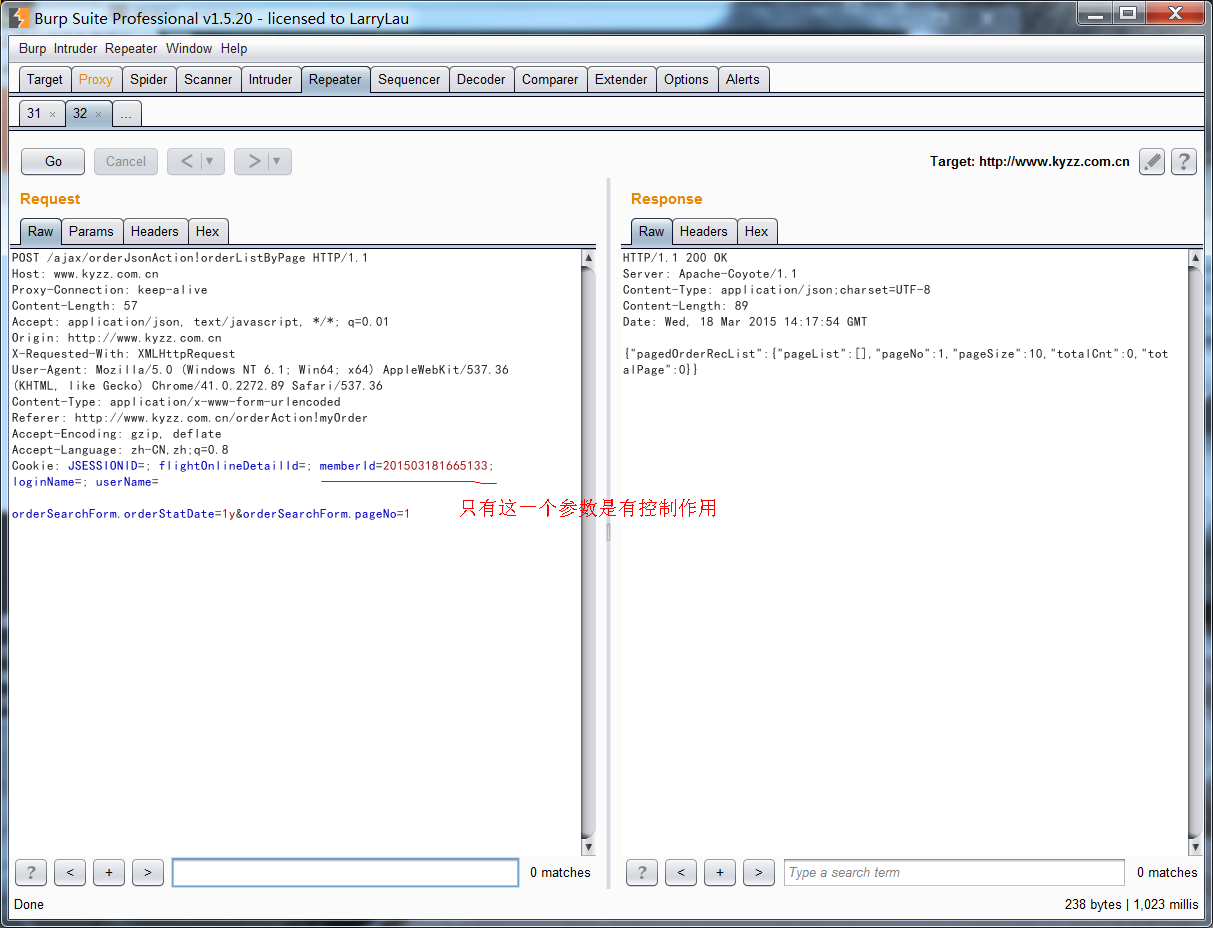 Burp Suite Professional v1.5.20 - licensed to LarryLau
Burp Intruder Repeater Window Help
Target Proxy Spider Scanner Intruder Repeater Sequencer Decoder Comparer Extender Options Alerts
31 × 32 × ...
Go Cancel < ▼ > ▼ Target: http://www.kyzz.com.cn ?
Request
Raw Params Headers Hex
POST /ajax/orderJsonAction!orderListByPage HTTP/1.1
Host: www.kyzz.com.cn
Proxy-Connection: keep-alive
Content-Length: 57
Accept: application/json, text/javascript, */*; q=0.01
Origin: http://www.kyzz.com.cn
X-Requested-With: XMLHttpRequest
User-Agent: Mozilla/5.0 (Windows NT 6.1; Win64; x64) AppleWebKit/537.36
(KHTML, like Gecko) Chrome/41.0.2272.89 Safari/537.36
Content-Type: application/x-www-form-urlencoded
Referer: http://www.kyzz.com.cn/orderAction!myOrder
Accept-Encoding: gzip, deflate
Accept-Language: zh-CN,zh;q=0.8
Cookie: JSESSIONID=; flightOnlineDetailId=; memberId=201503181665133;
loginName=; userName=
orderSearchForm.orderStatDate=1y&orderSearchForm.pageNo=1
只有这一个参数是有控制作用
? < + > 0 matches
Response
Raw Headers Hex
HTTP/1.1 200 OK
Server: Apache-Coyote/1.1
Content-Type: application/json;charset=UTF-8
Content-Length: 89
Date: Wed, 18 Mar 2015 14:17:54 GMT
{"pagedOrderRecList":{"pageList":[],"pageNo":1,"pageSize":10,"totalCnt":0,"tot
alPage":0}}
? < + > Type a search term 0 matches
Done 238 bytes | 1,023 millis